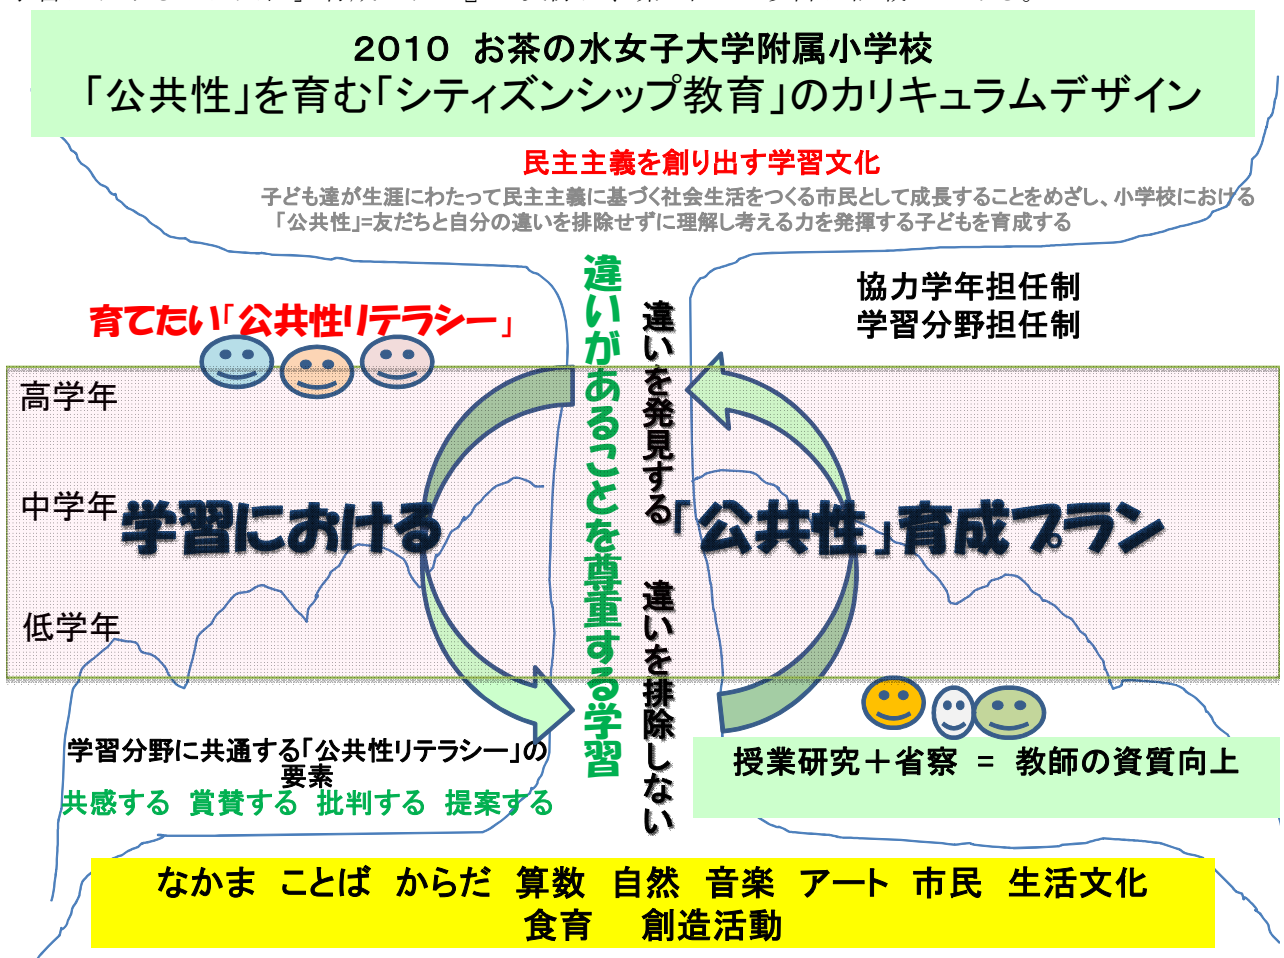 2010 お茶の水女子大学附属小学校
「公共性」を育む「シティズンシップ教育」のカリキュラムデザイン
民主主義を創り出す学習文化
子ども達が生涯にわたって民主主義に基づく社会生活をつくる市民として成長することをめざし、小学校における
「公共性」=友だちと自分の違いを排除せずに理解し考える力を発揮する子どもを育成する
育てたい「公共性リテラシー」
協力学年担任制
学習分野担任制
違いがあることを尊重する学習
違いを発見する 違いを排除しない
高学年
中学年
低学年
学習における 「公共性」育成プラン
学習分野に共通する「公共性リテラシー」の
要素
共感する 賞賛する 批判する 提案する
授業研究＋省察 = 教師の資質向上
なかま ことば からだ 算数 自然 音楽 アート 市民 生活文化
食育 創造活動